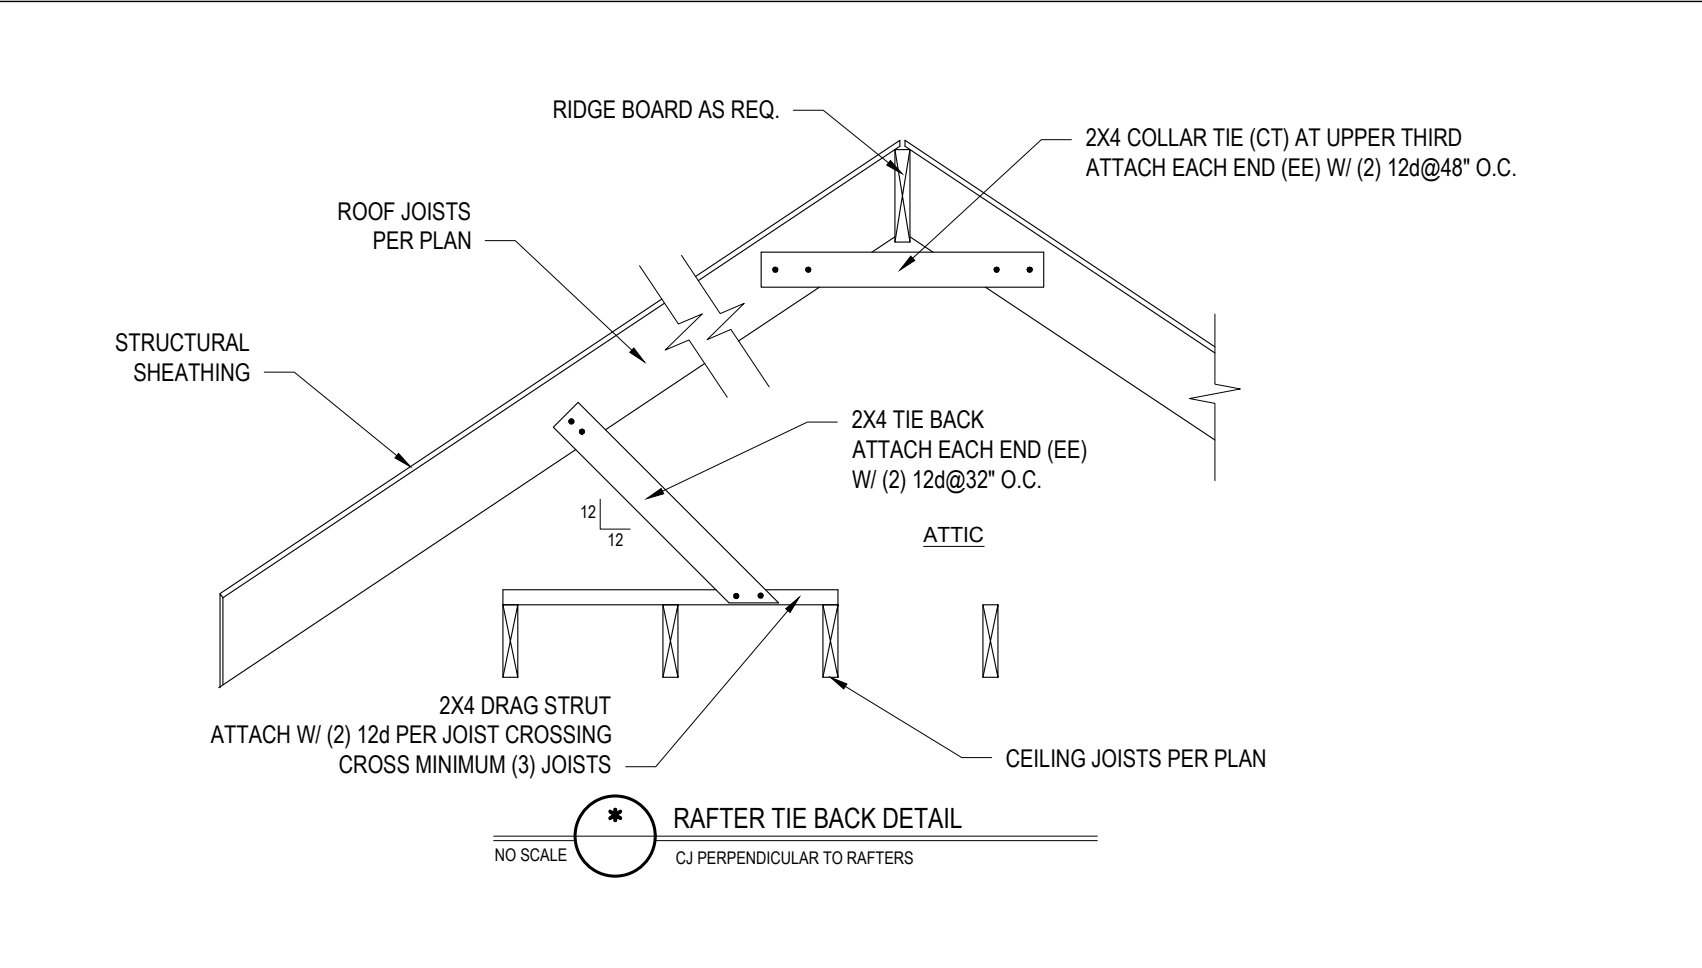 RIDGE BOARD AS REQ.
2X4 COLLAR TIE (CT) AT UPPER THIRD
ATTACH EACH END (EE) W/ (2) 12d@48" O.C.
ROOF JOISTS
PER PLAN
STRUCTURAL
SHEATHING
2X4 TIE BACK
ATTACH EACH END (EE)
W/ (2) 12d@32" O.C.
12
12
ATTIC
2X4 DRAG STRUT
ATTACH W/ (2) 12d PER JOIST CROSSING
CROSS MINIMUM (3) JOISTS
CEILING JOISTS PER PLAN
*
RAFTER TIE BACK DETAIL
NO SCALE
CJ PERPENDICULAR TO RAFTERS